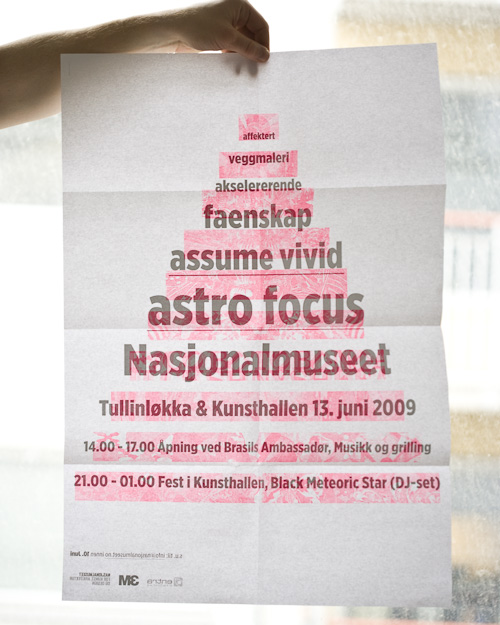 affektert
veggmaleri
akselererende
faenskap
assume vivid
astro focus
Nasjonalmuseet
Tullinløkka & Kunsthallen 13. juni 2009
14.00 - 17.00 Åpning ved Brasils Ambassadør, Musikk og grilling
21.00 - 01.00 Fest i Kunsthallen, Black Meteoric Star (DJ-set)